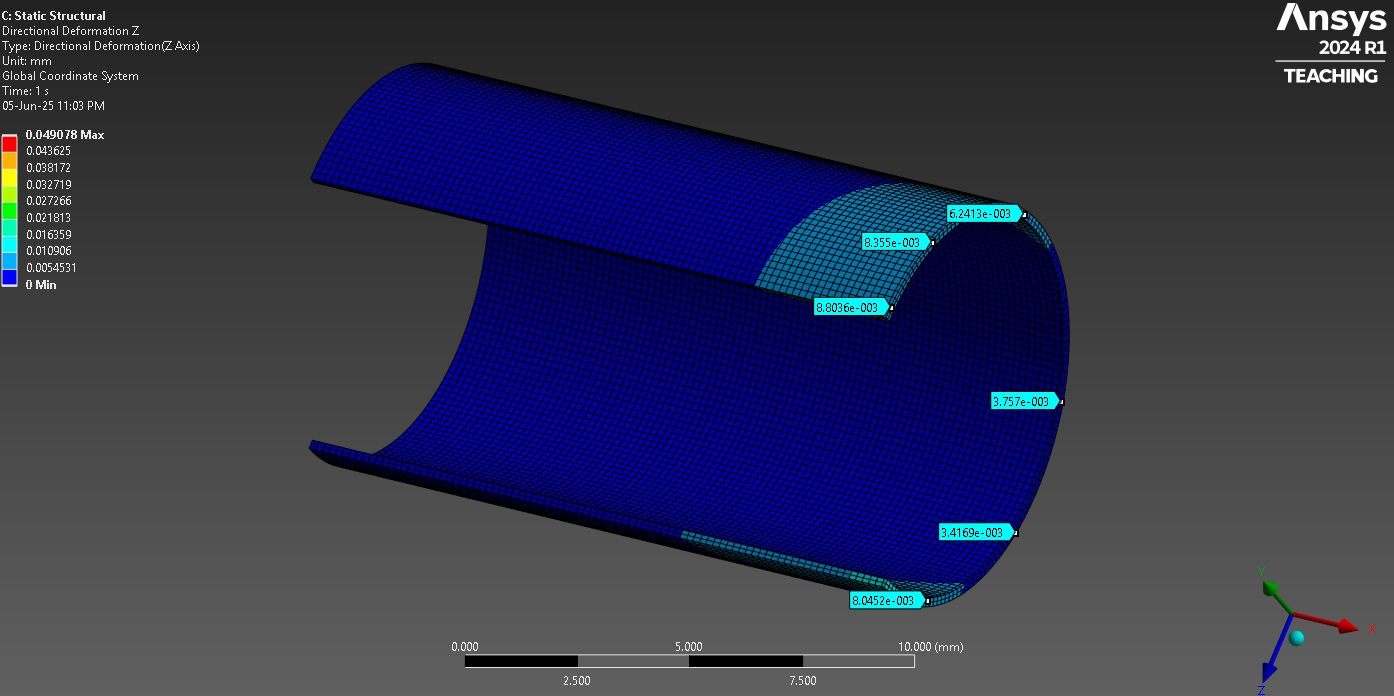 C: Static Structural
Directional Deformation Z
Type: Directional Deformation(Z Axis)
Unit: mm
Global Coordinate System
Time: 1 s
05-Jun-25 11:03 PM
0.049078 Max
0.043625
0.038172
0.032719
0.027266
0.021813
0.016359
0.010906
0.0054531
0 Min
Ansys
2024 R1
TEACHING
6.2413e-003
8.355e-003
8.8036e-003
3.757e-003
3.4169e-003
8.0452e-003
0.000 5.000 10.000 (mm)
2.500 7.500
Y
X
Z